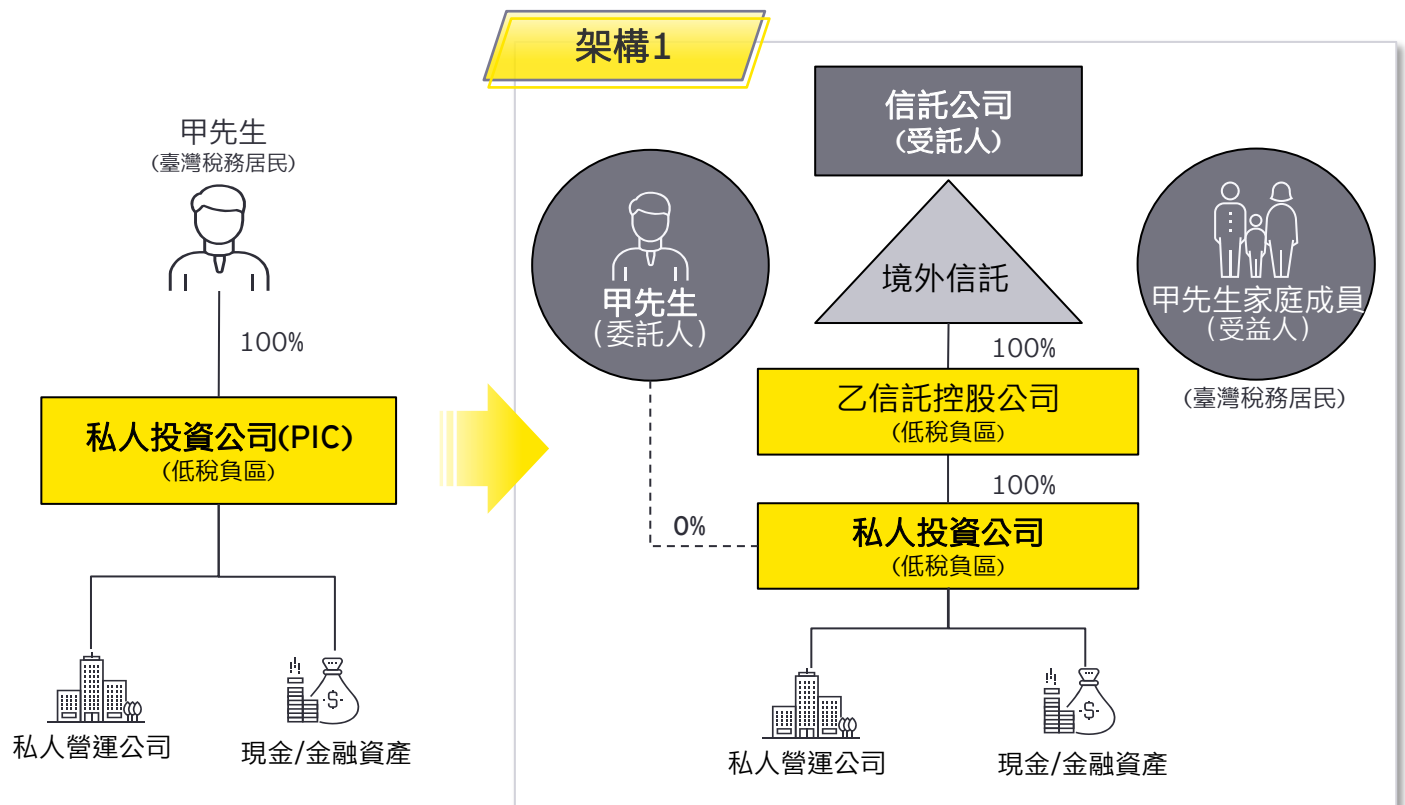 架構1
甲先生
(臺灣稅務居民)
100%
私人投資公司(PIC)
(低稅負區)
私人營運公司
現金/金融資產
信託公司
(受託人)
境外信託
甲先生
(委託人)
甲先生家庭成員
(受益人)
(臺灣稅務居民)
100%
乙信託控股公司
(低稅負區)
100%
0%
私人投資公司
(低稅負區)
私人營運公司
現金/金融資產
$
$